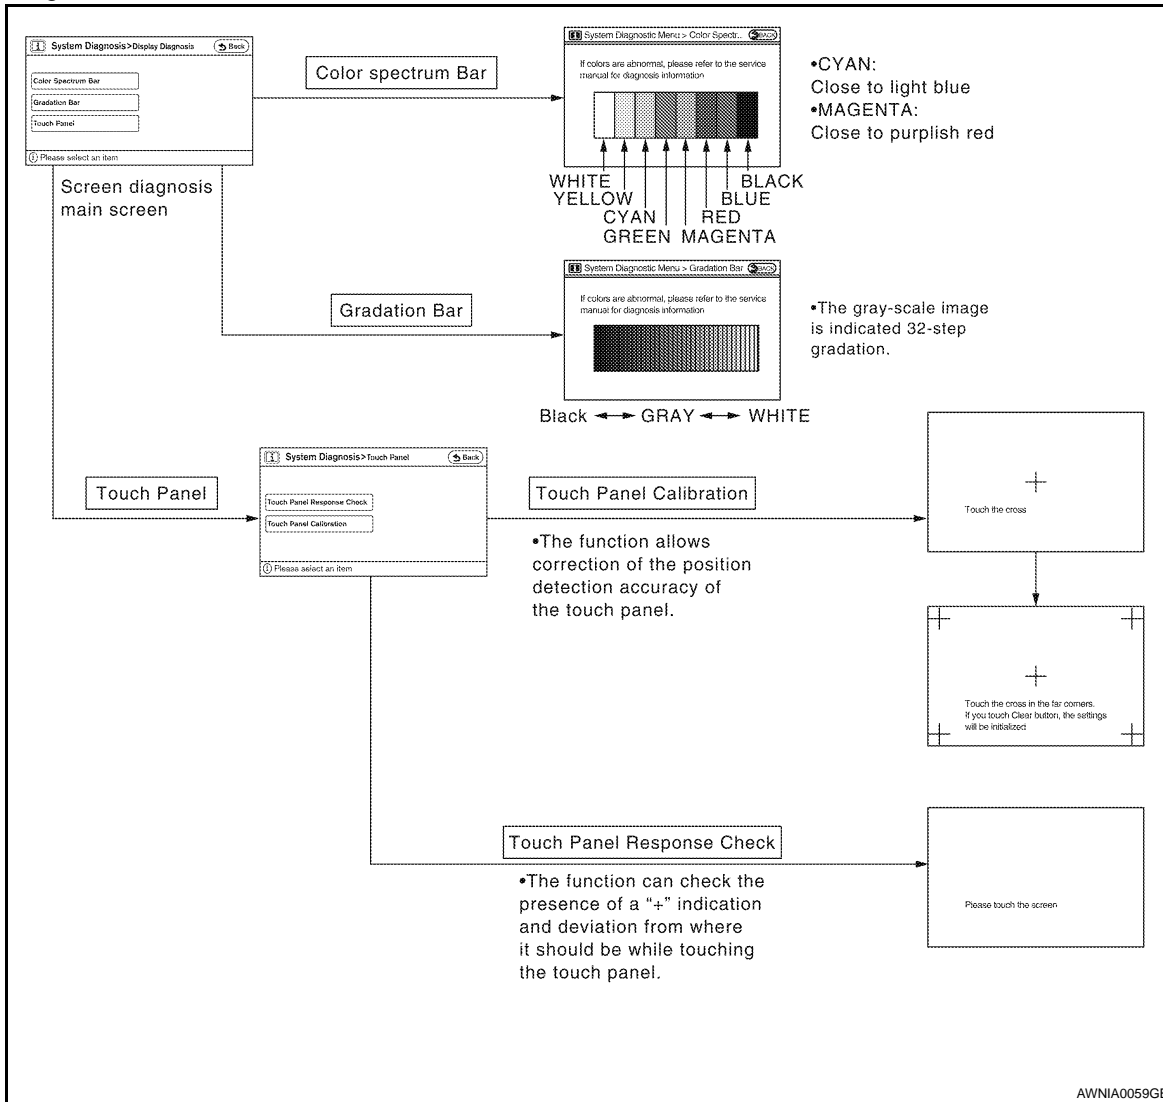 System Diagnosis>Display Diagnosis
Back
Color Spectrum Bar
Gradation Bar
Touch Panel
Please select an item
Screen diagnosis
main screen
Color spectrum Bar
System Diagnostic Menu > Color Spectr..
BACK
If colors are abnormal, please refer to the service
manual for diagnosis information
WHITE
YELLOW
CYAN
GREEN
MAGENTA
RED
BLUE
BLACK
•CYAN:
Close to light blue
•MAGENTA:
Close to purplish red
Gradation Bar
System Diagnostic Menu > Gradation Bar
BACK
If colors are abnormal, please refer to the service
manual for diagnosis information
Black GRAY WHITE
•The gray-scale image
is indicated 32-step
gradation.
Touch Panel
System Diagnosis>Touch Panel
Back
Touch Panel Response Check
Touch Panel Calibration
Please select an item
Touch Panel Calibration
•The function allows
correction of the position
detection accuracy of
the touch panel.
Touch the cross
Touch the cross in the far corners.
If you touch Clear button, the settings
will be initialized
Touch Panel Response Check
•The function can check the
presence of a “+” indication
and deviation from where
it should be while touching
the touch panel.
Please touch the screen